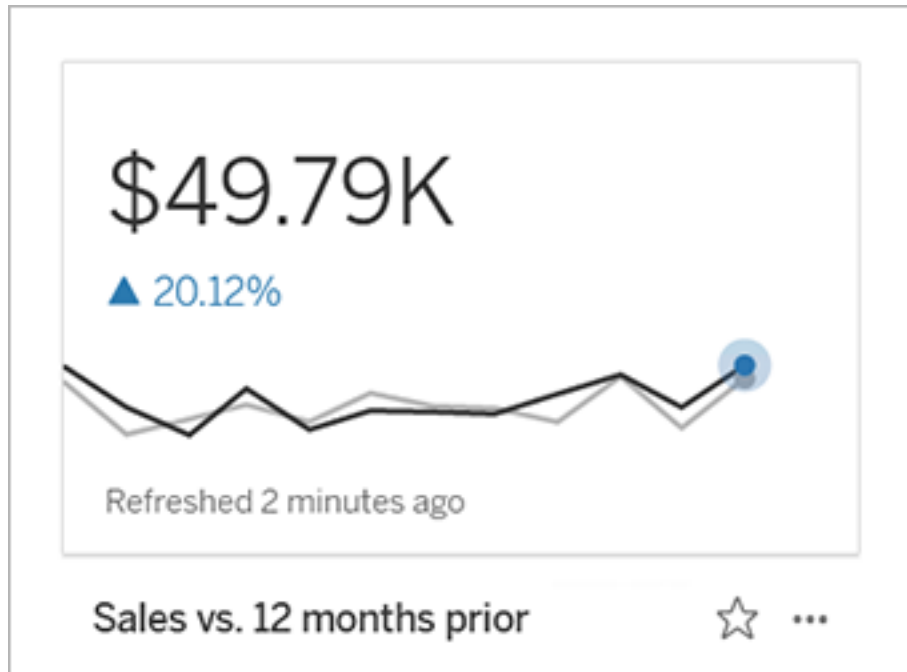 $49.79K
▲ 20.12%
Refreshed 2 minutes ago
Sales vs. 12 months prior